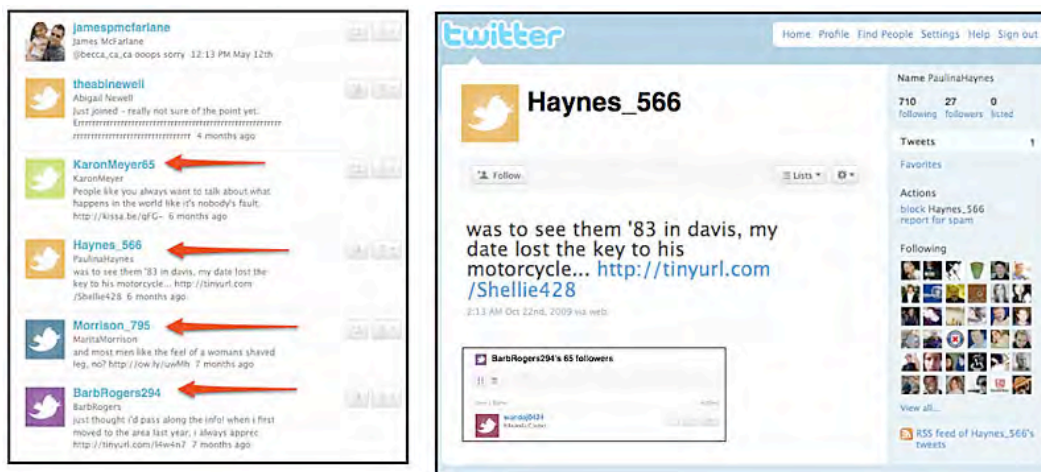 jamespmcfarlane
James McFarlane
@becca_ca_ca ooops sorry 12:13 PM May 12th
theabinewell
Abigail Newell
Just joined - really not sure of the point yet.
KaronMeyer65
KaronMeyer
People like you always want to talk about what
happens in the world like it's nobody's fault.
http://kissa.be/qFG- 6 months ago
Haynes_566
PaulinaHaynes
was to see them '83 in davis, my date lost the
key to his motorcycle... http://tinyurl.com
/Shellie428 6 months ago
Morrison_795
MaritaMorrison
and most men like the feel of a womans shaved
leg, no? http://ow.ly/uwMh 7 months ago
BarbRogers294
BarbRogers
just thought i'd pass along the info! when i first
moved to the area last year, i always apprec
http://tinyurl.com/l4w4n7 7 months ago
twitter
Home Profile Find People Settings Help Sign out
Haynes_566
Follow
Lists
was to see them '83 in davis, my
date lost the key to his
motorcycle... http://tinyurl.com
/Shellie428
2:13 AM Oct 22nd, 2009 via web
BarbRogers294's 65 followers
Name PaulinaHaynes
710 27 0
following followers listed
Tweets 1
Favorites
Actions
block Haynes_566
report for spam
Following
View all...
RSS feed of Haynes_566's
tweets